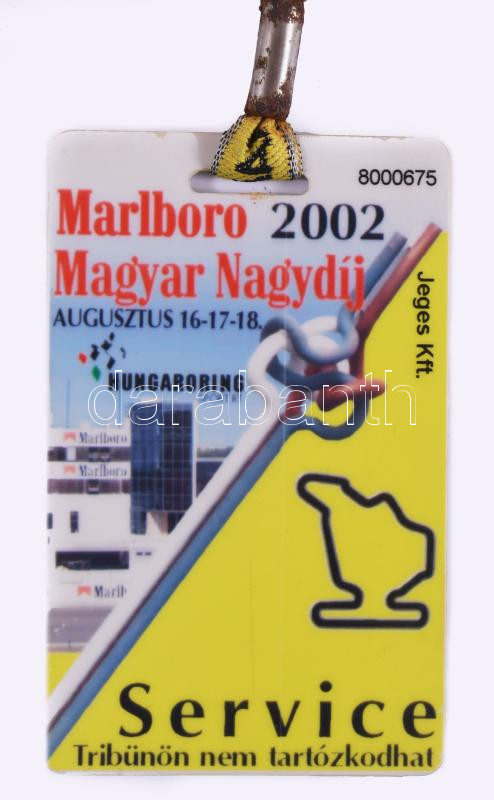 8000675
Marlboro 2002
Magyar Nagydíj
AUGUSZTUS 16-17-18.
Jeges Kft.
HUNGARORING
darabanth
Marlboro
Marlboro
Marlb
Service
Tribünön nem tartózkodhat